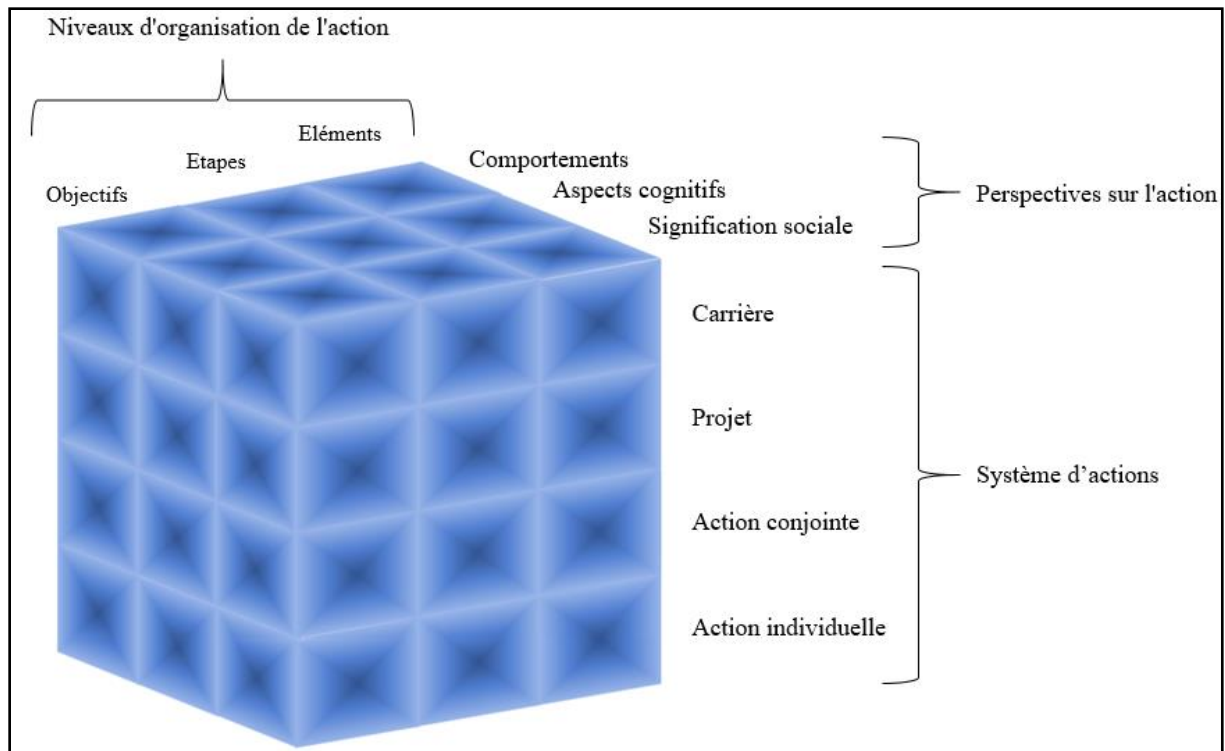 Niveaux d'organisation de l'action
Eléments
Etapes
Objectifs
Comportements
Aspects cognitifs
Signification sociale
Perspectives sur l'action
Carrière
Projet
Action conjointe
Action individuelle
Système d’actions